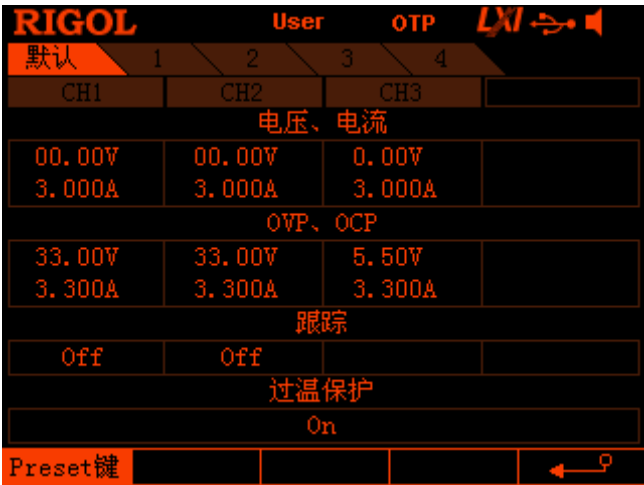 RIGOL User OTP LXI
默认 1 2 3 4
CH1 CH2 CH3
电压、电流
00.00V 00.00V 0.00V
3.000A 3.000A 3.000A
OVP、OCP
33.00V 33.00V 5.50V
3.300A 3.300A 3.300A
跟踪
Off Off
过温保护
On
Preset键